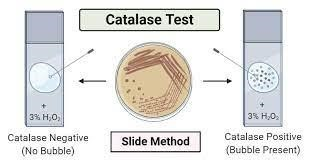 Catalase Test
+
3% H₂O₂
Catalase Negative
(No Bubble)
Slide Method
+
3% H₂O₂
Catalase Positive
(Bubble Present)